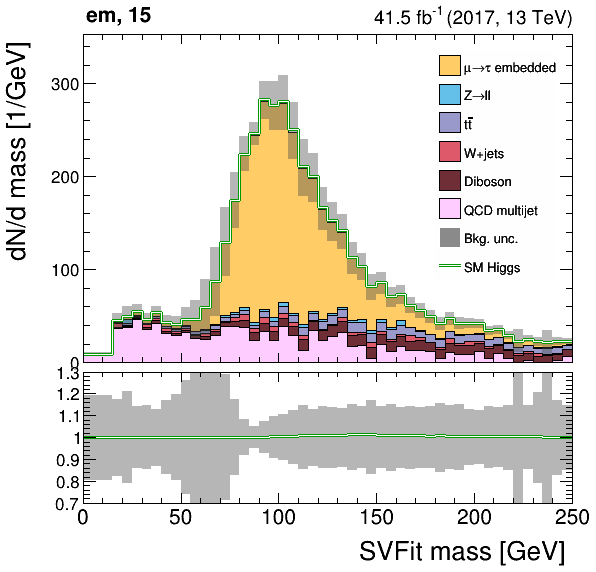 em, 15
41.5 fb⁻¹ (2017, 13 TeV)
dN/d mass [1/GeV]
300
200
100
0
μ→τ embedded
Z→ll
tt̅
W+jets
Diboson
QCD multijet
Bkg. unc.
SM Higgs
1.3
1.2
1.1
1
0.9
0.8
0.7
0 50 100 150 200 250
SVFit mass [GeV]